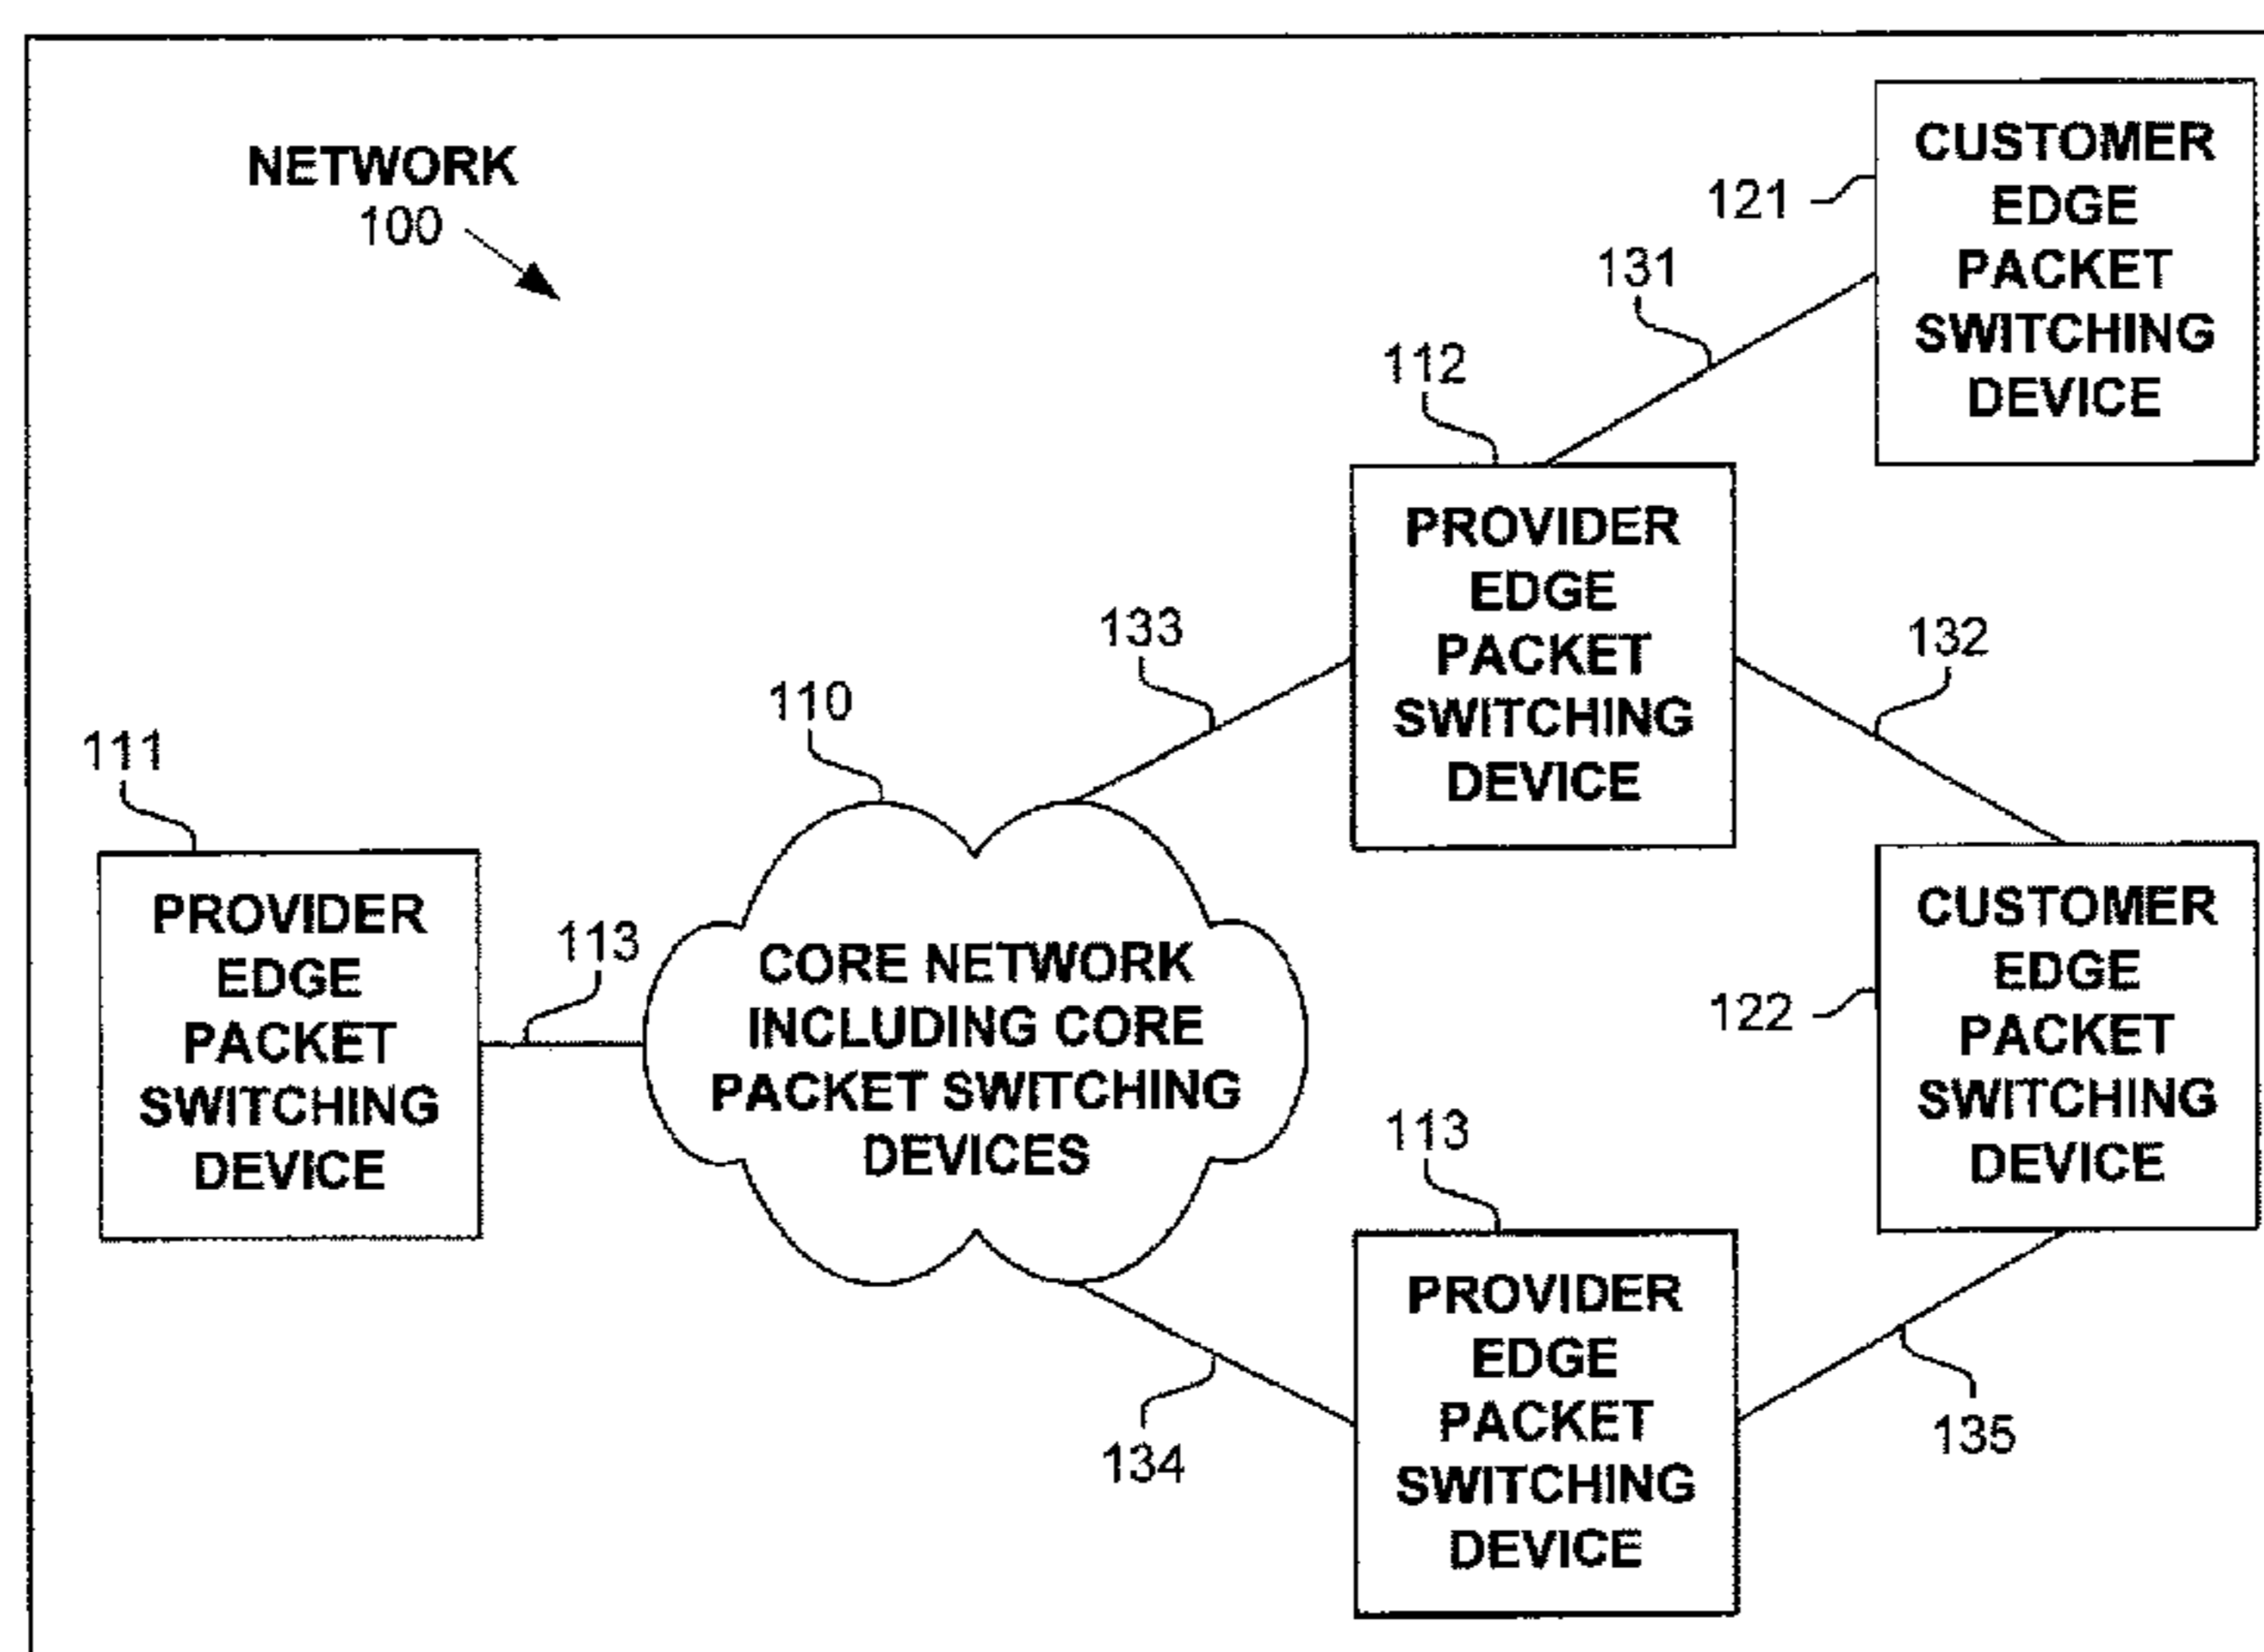 NETWORK
100
CUSTOMER
EDGE
PACKET
SWITCHING
DEVICE
121
131
112
PROVIDER
EDGE
PACKET
SWITCHING
DEVICE
133
132
110
111
PROVIDER
EDGE
PACKET
SWITCHING
DEVICE
113
CORE NETWORK
INCLUDING CORE
PACKET SWITCHING
DEVICES
CUSTOMER
EDGE
PACKET
SWITCHING
DEVICE
122
113
PROVIDER
EDGE
PACKET
SWITCHING
DEVICE
134
135